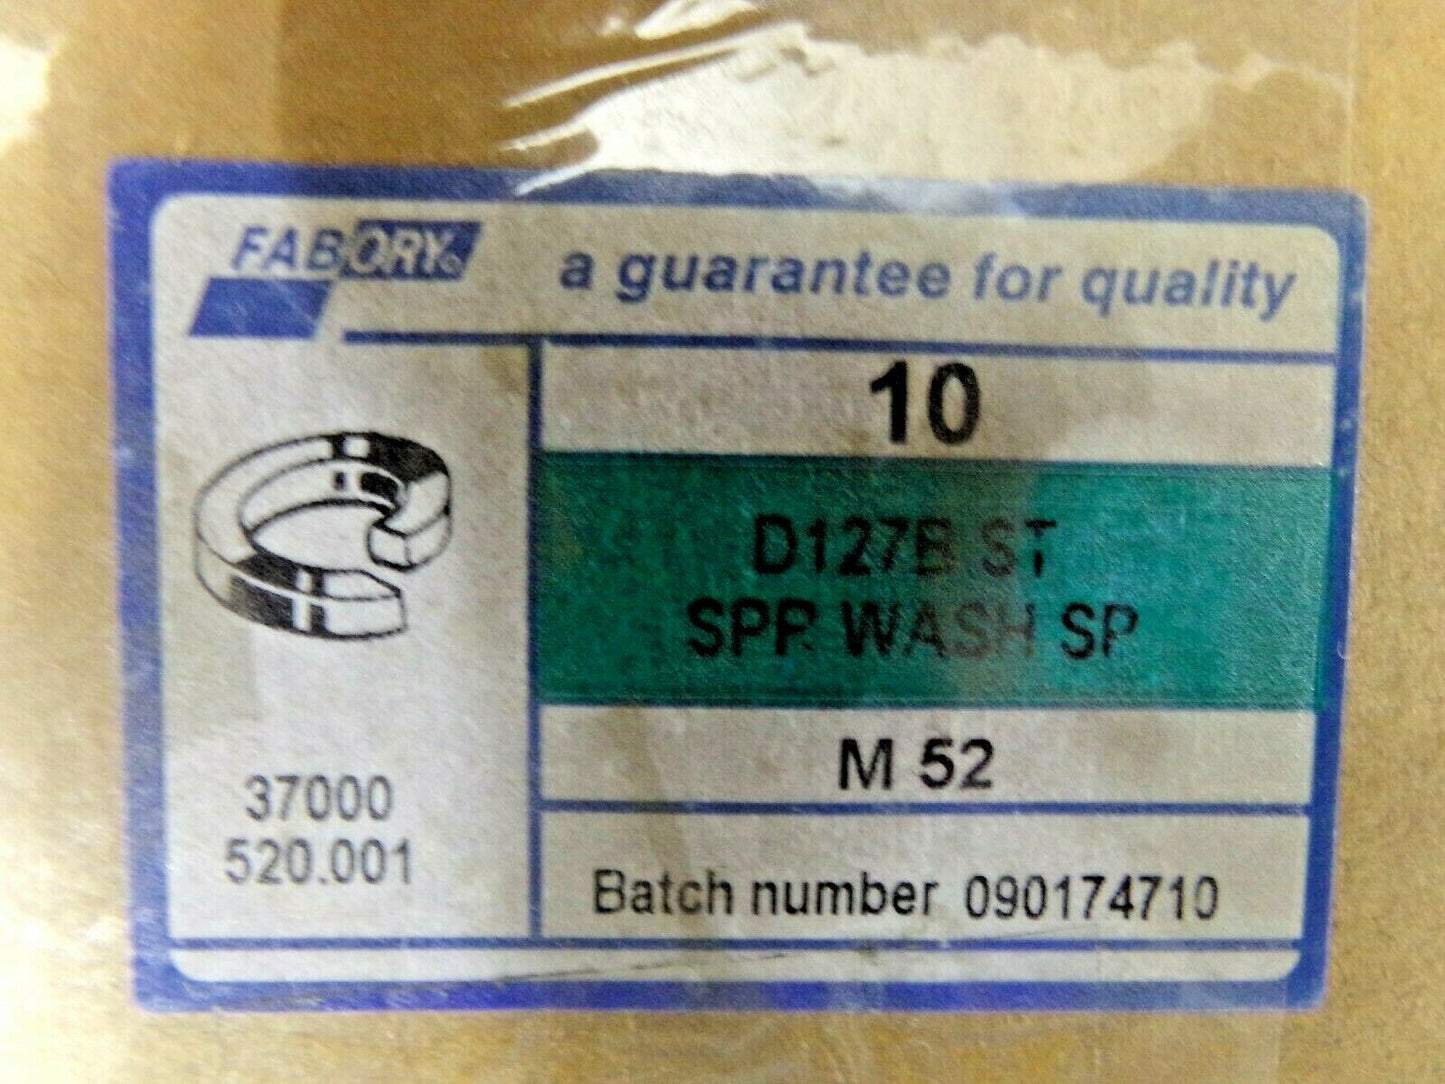 FABORY®
a guarantee for quality
10
D127B ST
SPR WASH SP
M 52
37000
520.001
Batch number 090174710